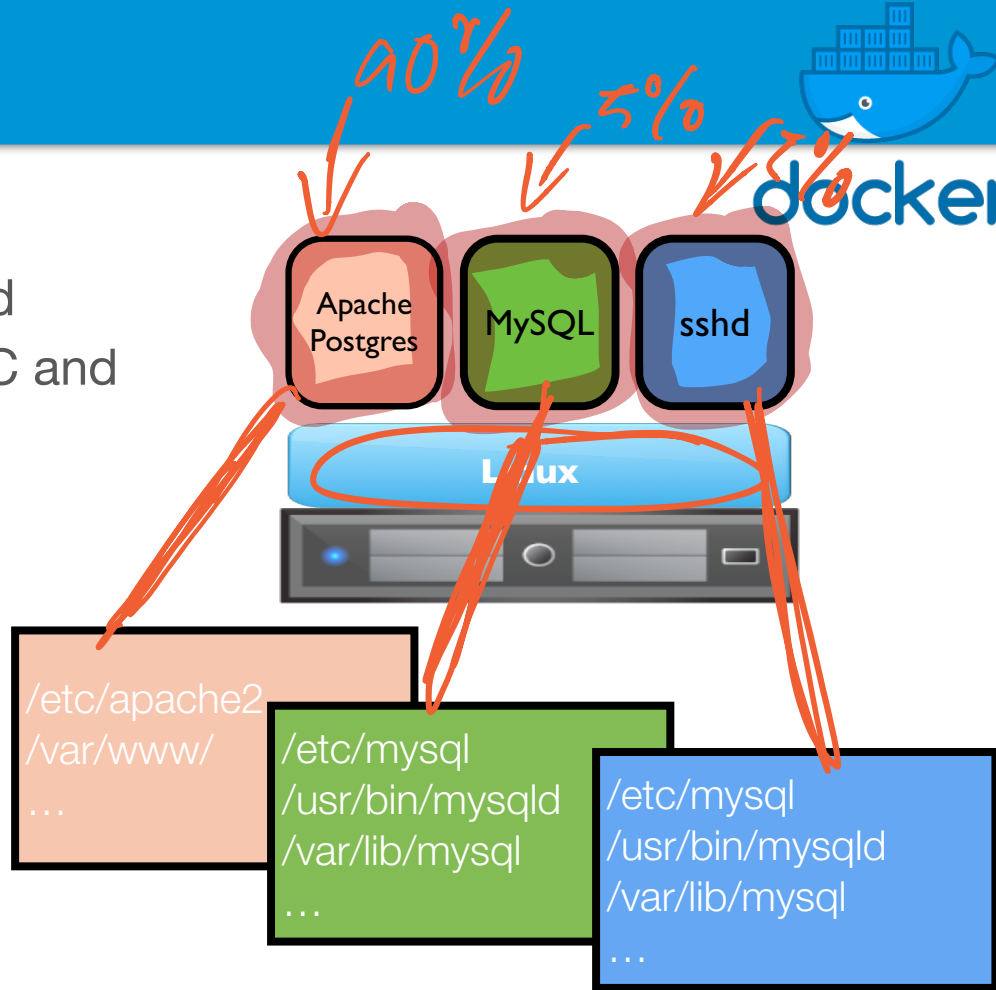 90%
5%
5%
docker
d
C and
Apache
Postgres
MySQL
sshd
/etc/apache2
/var/www/
…
/etc/mysql
/usr/bin/mysqld
/var/lib/mysql
…
/etc/mysql
/usr/bin/mysqld
/var/lib/mysql
…